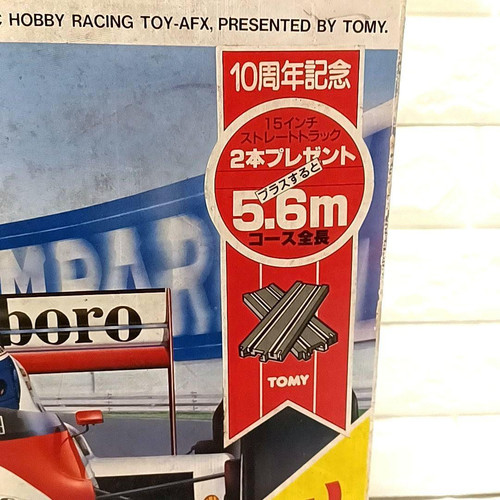 HOBBY RACING TOY-AFX, PRESENTED BY TOMY.
10周年記念
15インチ
ストレートトラック
2本プレゼント
プラスすると
5.6m
コース全長
MPAR
boro
TOMY